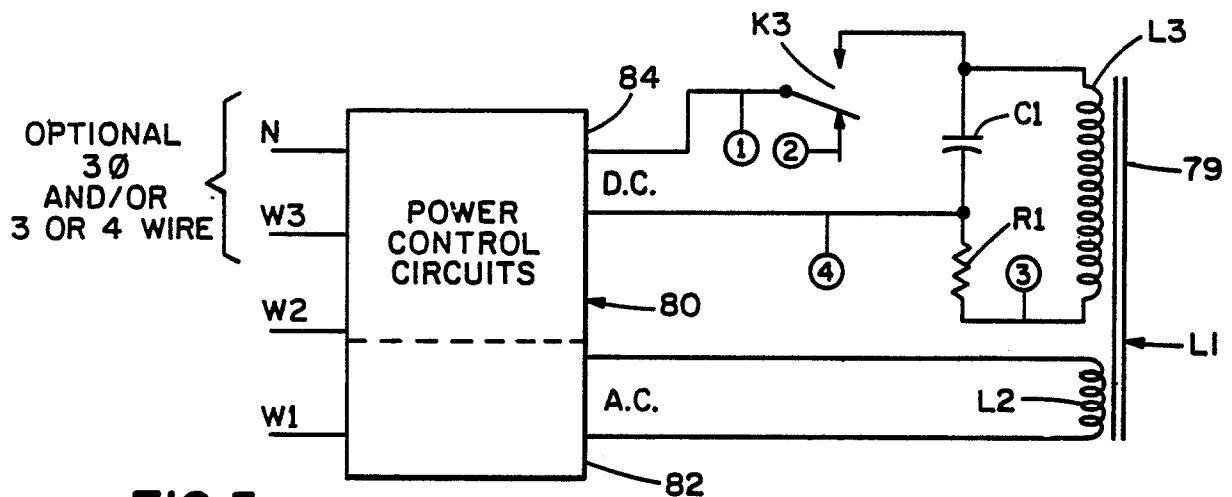 K3
L3
84
OPTIONAL
3Ø
AND/OR
3 OR 4 WIRE
N
W3
W2
W1
POWER
CONTROL
CIRCUITS
D.C.
1
2
C1
79
R1
4
3
80
L1
A.C.
L2
82